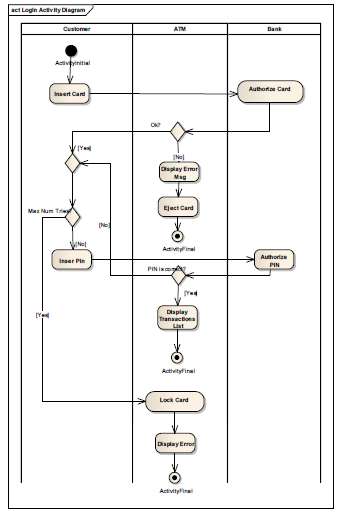 act Login Activity Diagram
Customer
ATM
Bank
ActivityInitial
Insert Card
Authorize Card
Ok?
[Yes]
[No]
Display Error
Msg
Eject Card
ActivityFinal
Max Num Tries?
[No]
[No]
Inser Pin
Authorize
PIN
PIN is correct?
[Yes]
Display
Transactions
List
[Yes]
ActivityFinal
Lock Card
Display Error
ActivityFinal